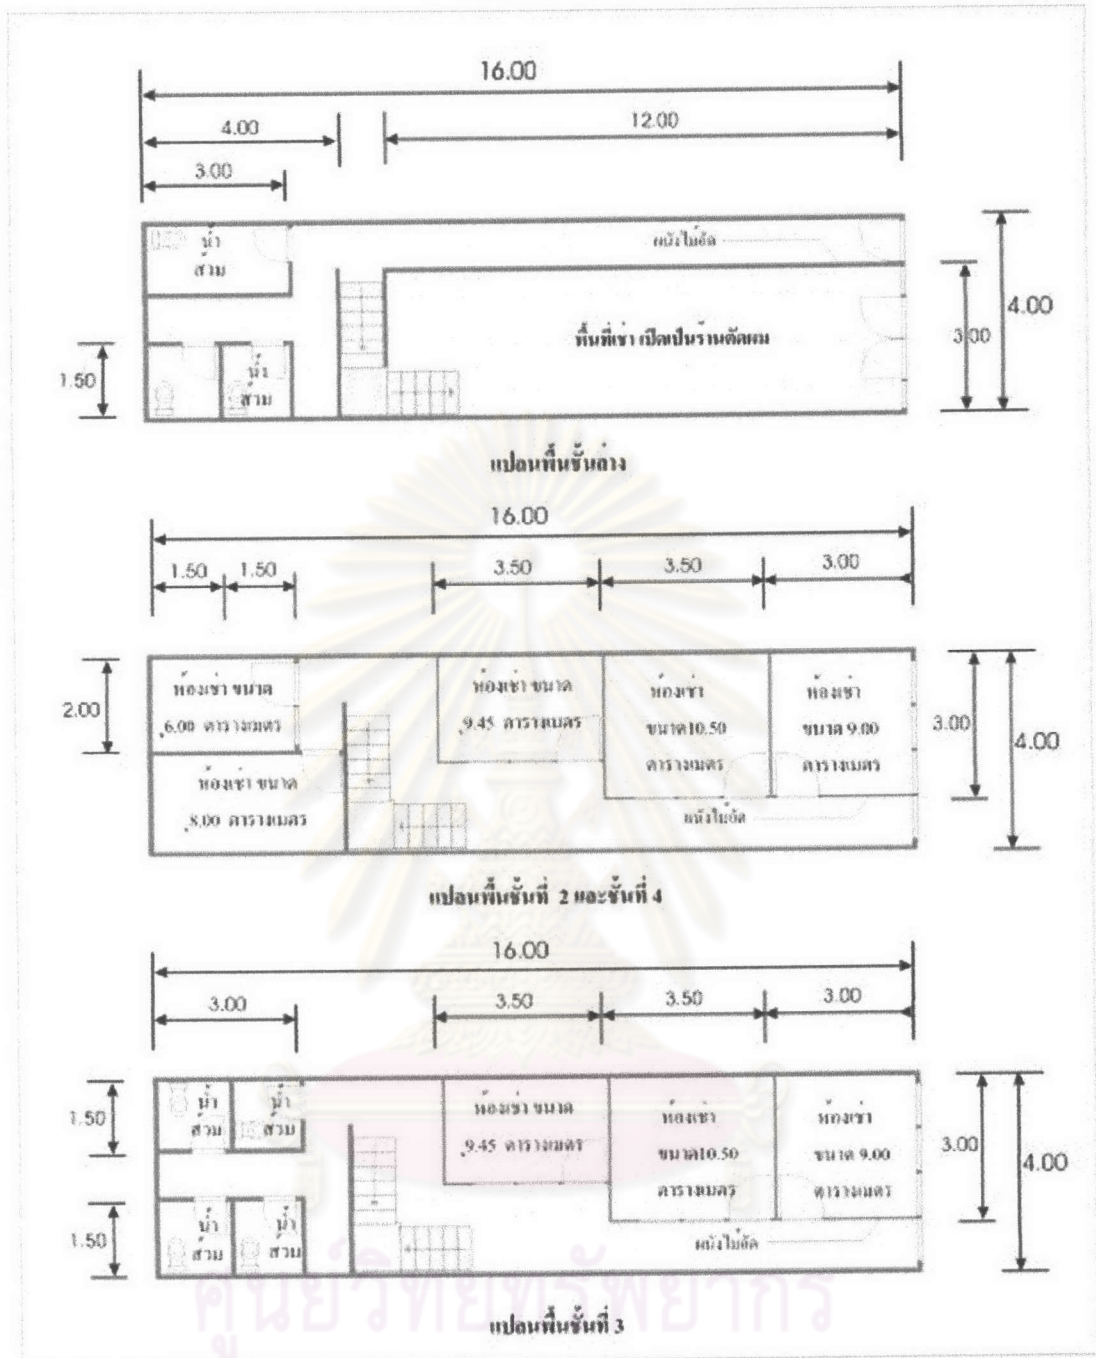 16.00
4.00
12.00
3.00
น้ำ
ส้วม
ผนังไม้อัด
พื้นที่เช่า เปิดเป็นร้านตัดผม
3.00
4.00
1.50
น้ำ
ส้วม
แปลนพื้นชั้นล่าง
16.00
1.50
1.50
3.50
3.50
3.00
2.00
ห้องเช่า ขนาด
6.00 ตารางเมตร
ห้องเช่า ขนาด
9.45 ตารางเมตร
ห้องเช่า
ขนาด10.50
ตารางเมตร
ห้องเช่า
ขนาด 9.00
ตารางเมตร
3.00
4.00
ห้องเช่า ขนาด
8.00 ตารางเมตร
ผนังไม้อัด
แปลนพื้นชั้นที่ 2 และชั้นที่ 4
16.00
3.00
3.50
3.50
3.00
1.50
น้ำ
ส้วม
น้ำ
ส้วม
ห้องเช่า ขนาด
9.45 ตารางเมตร
ห้องเช่า
ขนาด10.50
ตารางเมตร
ห้องเช่า
ขนาด 9.00
ตารางเมตร
3.00
4.00
1.50
น้ำ
ส้วม
น้ำ
ส้วม
ผนังไม้อัด
ศูนย์วิทยทรัพยากร
แปลนพื้นชั้นที่ 3